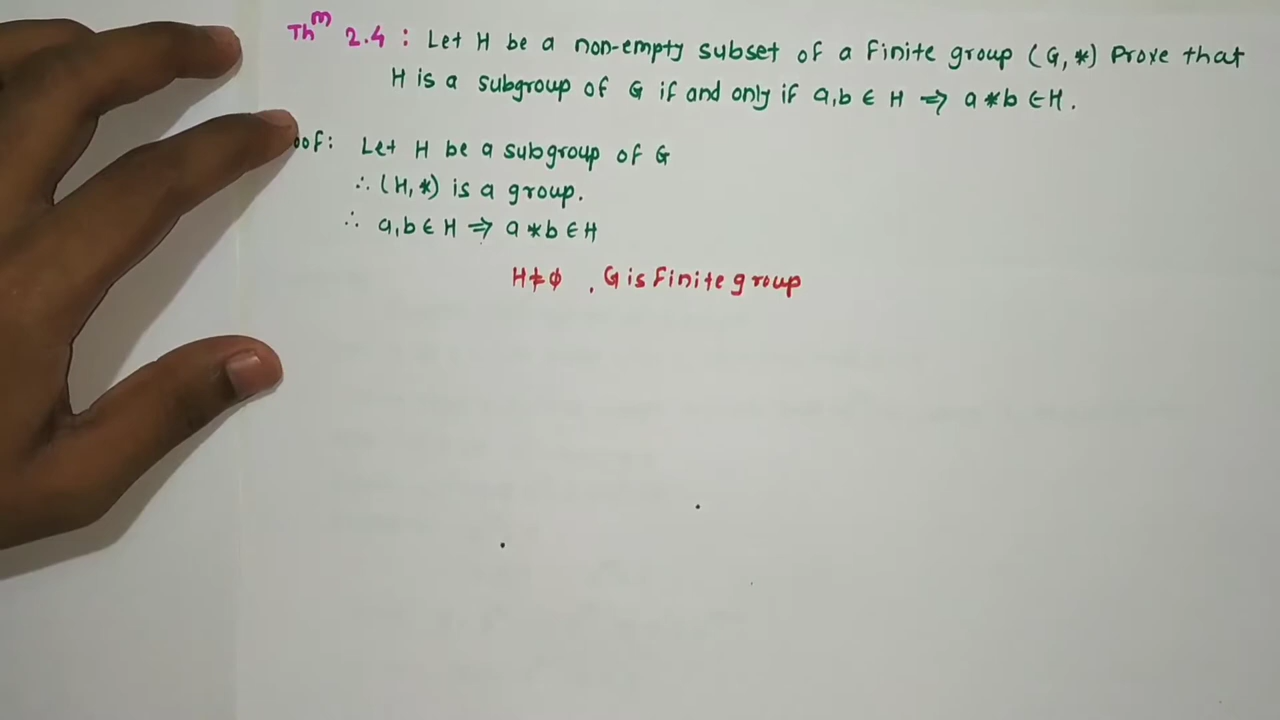 Thm 2.4 : Let H be a non-empty subset of a Finite group (G, *) Prove that
H is a subgroup of G if and only if a,b ∈ H ⇒ a * b ∈ H.
oof: Let H be a subgroup of G
∴ (H, *) is a group.
∴ a,b ∈ H ⇒ a * b ∈ H
H ≠ ϕ , G is Finite group